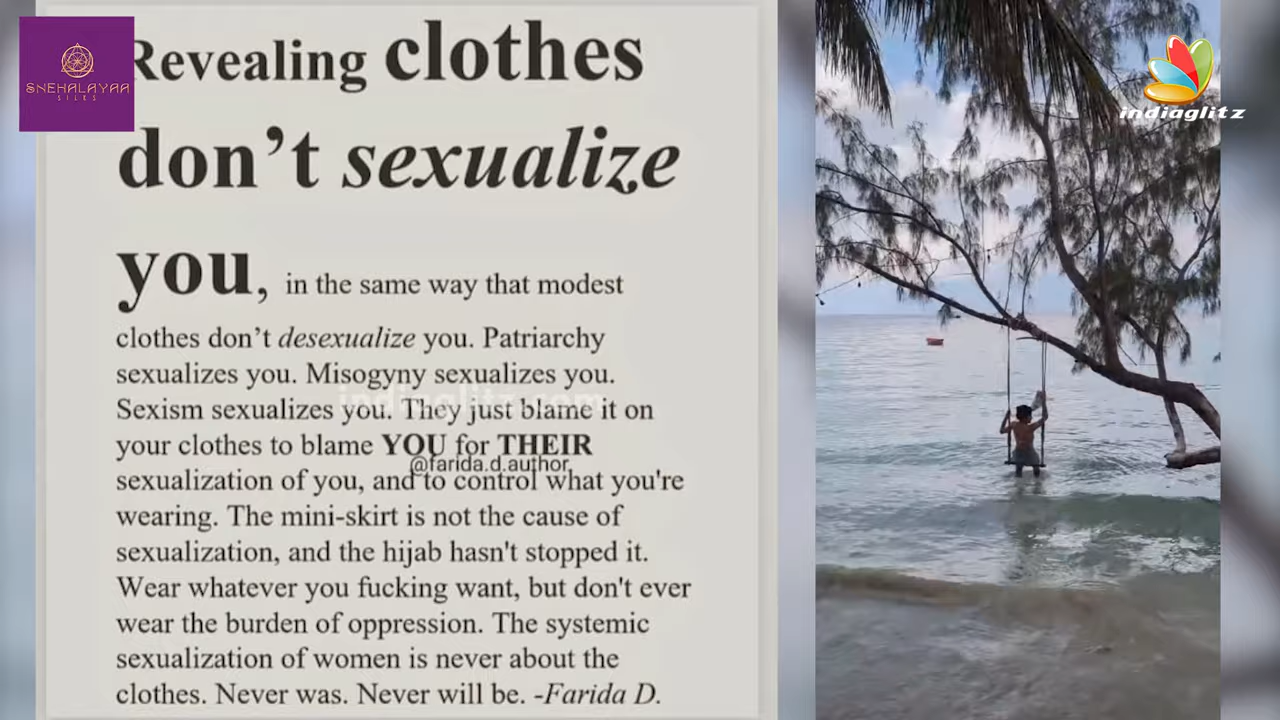 SNEHALAYAA
SILKS
Revealing clothes
don't sexualize
you, in the same way that modest
clothes don't desexualize you. Patriarchy
sexualizes you. Misogyny sexualizes you.
Sexism sexualizes you. They just blame it on
your clothes to blame YOU for THEIR
@farida.d.author
sexualization of you, and to control what you're
wearing. The mini-skirt is not the cause of
sexualization, and the hijab hasn't stopped it.
Wear whatever you fucking want, but don't ever
wear the burden of oppression. The systemic
sexualization of women is never about the
clothes. Never was. Never will be. -Farida D.
indiaglitz.com
indiaglitz